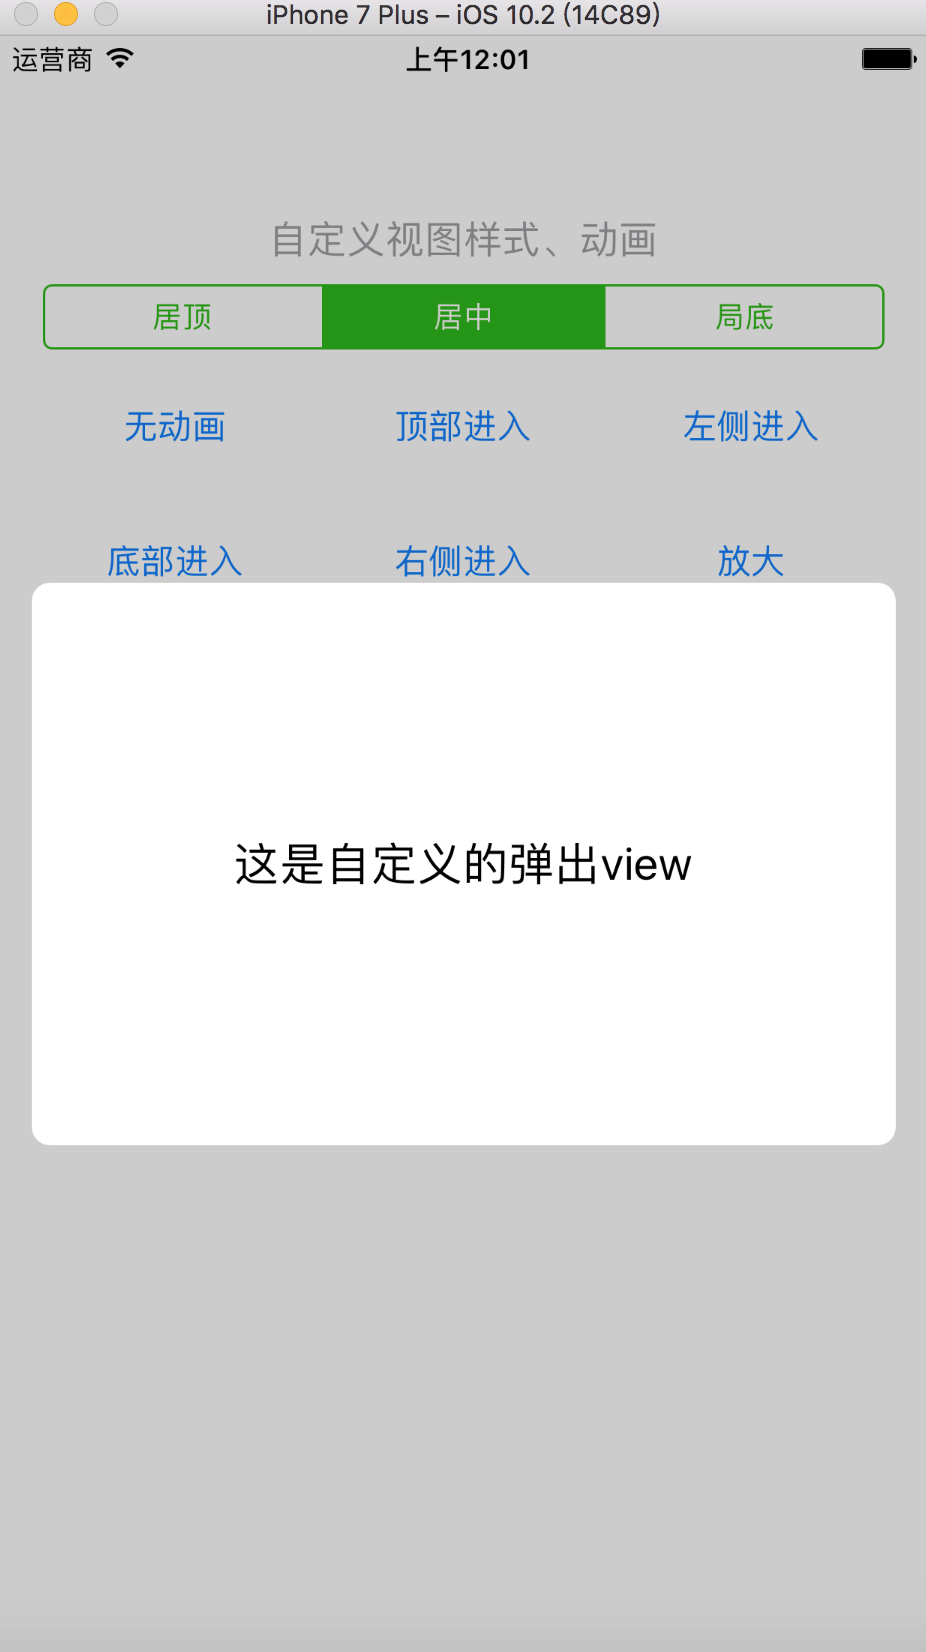 iPhone 7 Plus – iOS 10.2 (14C89)
运营商 上午12:01
自定义视图样式、动画
居顶 居中 局底
无动画 顶部进入 左侧进入
底部进入 右侧进入 放大
这是自定义的弹出view